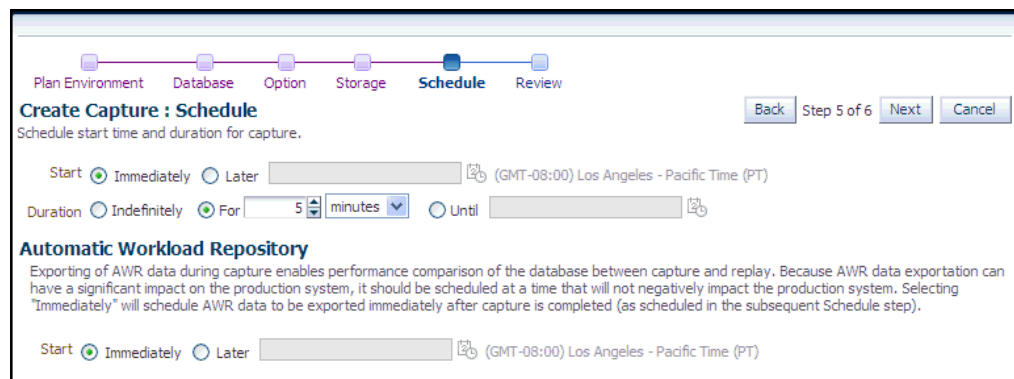 Plan Environment Database Option Storage Schedule Review
Create Capture : Schedule
Back Step 5 of 6 Next Cancel
Schedule start time and duration for capture.
Start Immediately Later (GMT-08:00) Los Angeles - Pacific Time (PT)
Duration Indefinitely For 5 minutes Until
Automatic Workload Repository
Exporting of AWR data during capture enables performance comparison of the database between capture and replay. Because AWR data exportation can
have a significant impact on the production system, it should be scheduled at a time that will not negatively impact the production system. Selecting
"Immediately" will schedule AWR data to be exported immediately after capture is completed (as scheduled in the subsequent Schedule step).
Start Immediately Later (GMT-08:00) Los Angeles - Pacific Time (PT)